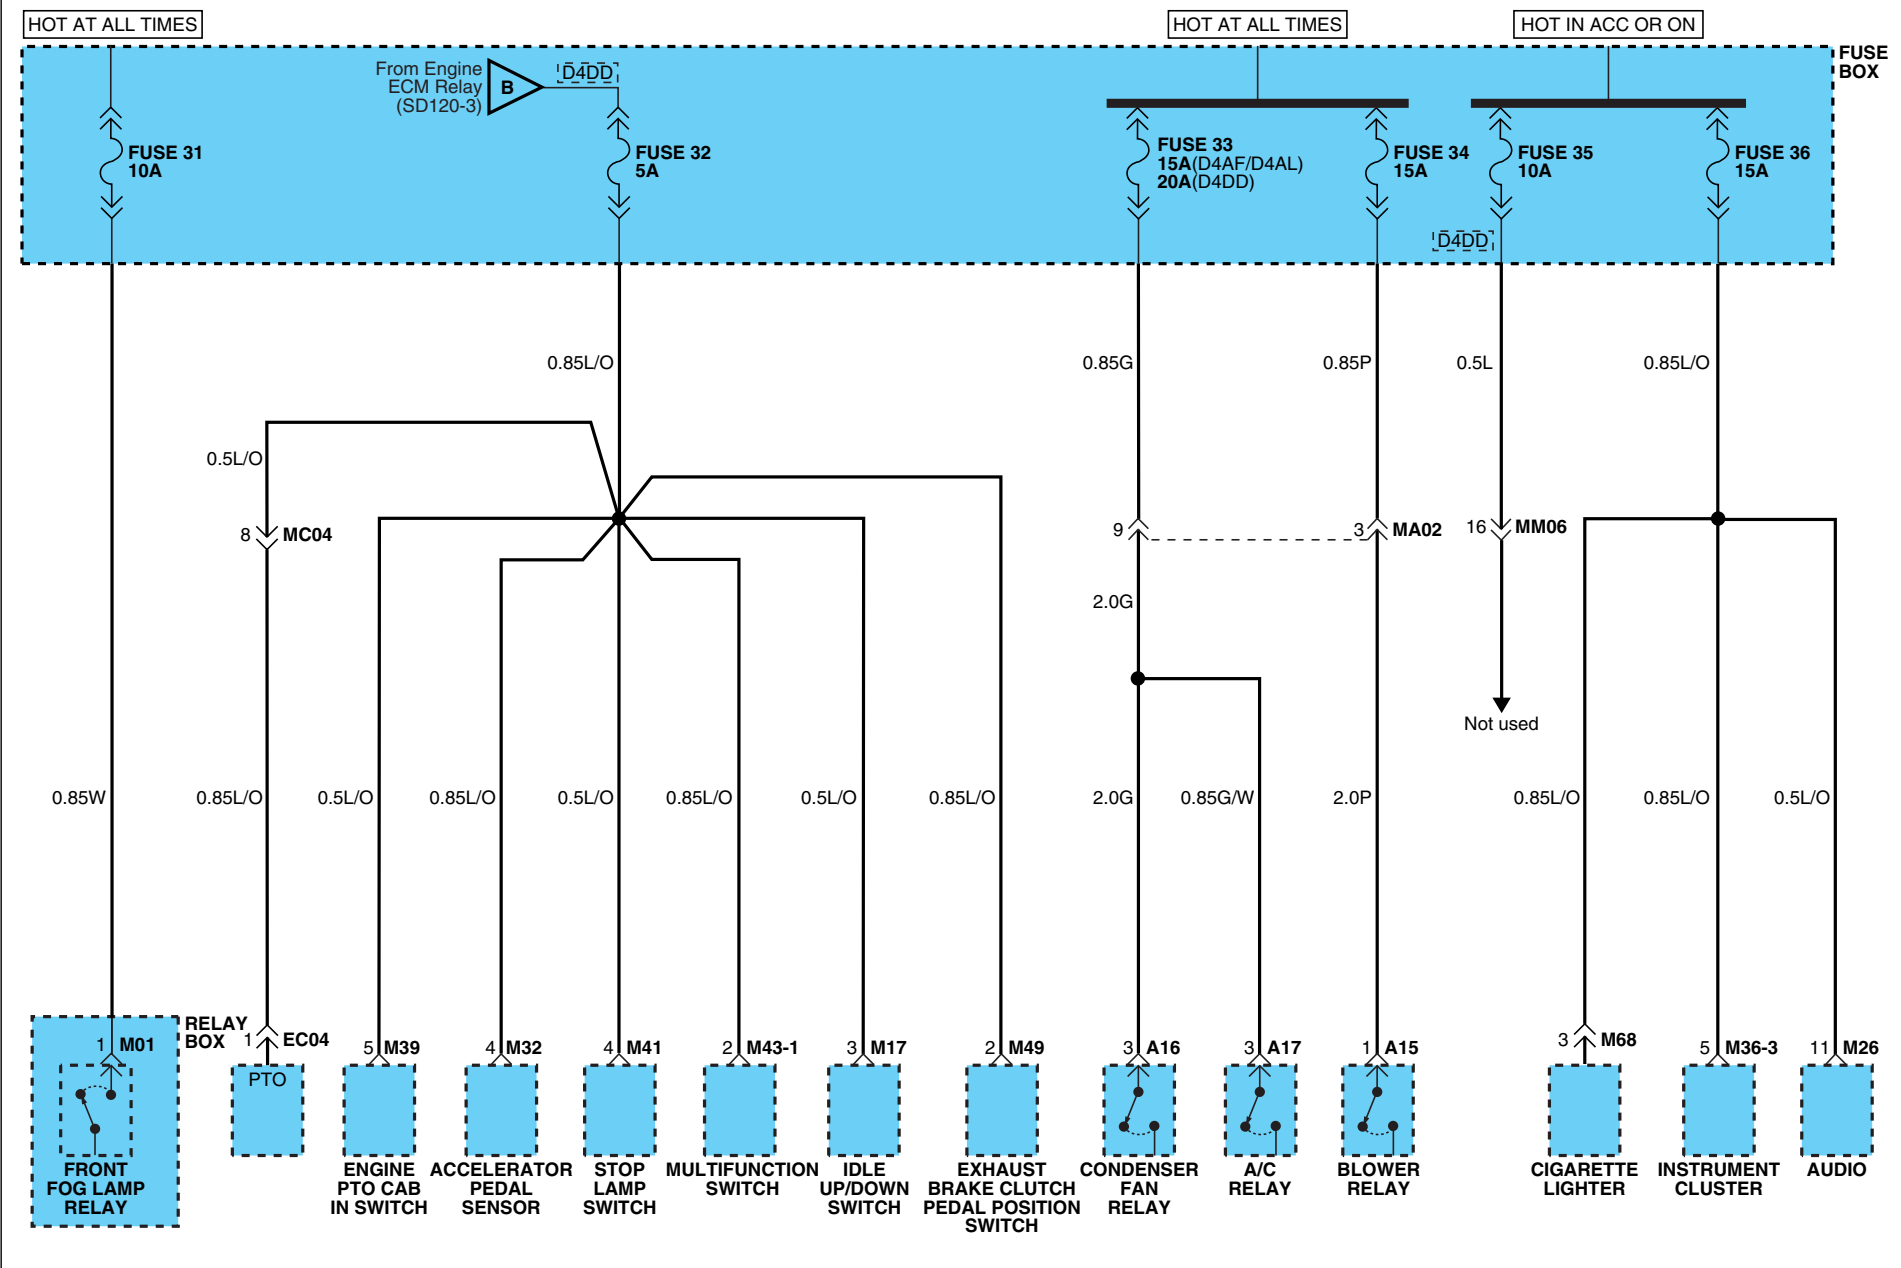 HOT AT ALL TIMES
HOT AT ALL TIMES
HOT IN ACC OR ON
FUSE
BOX
From Engine
ECM Relay
(SD120-3)
B
D4DD
FUSE 31
10A
FUSE 32
5A
FUSE 33
15A(D4AF/D4AL)
20A(D4DD)
FUSE 34
15A
FUSE 35
10A
FUSE 36
15A
D4DD
0.85L/O
0.85G
0.85P
0.5L
0.85L/O
0.5L/O
8 MC04
9
3 MA02
16 MM06
2.0G
Not used
0.85W
0.85L/O
0.5L/O
0.85L/O
0.5L/O
0.85L/O
0.5L/O
0.85L/O
2.0G
0.85G/W
2.0P
0.85L/O
0.85L/O
0.5L/O
RELAY
BOX
1 M01
1 EC04
5 M39
4 M32
4 M41
2 M43-1
3 M17
2 M49
3 A16
3 A17
1 A15
3 M68
5 M36-3
11 M26
PTO
FRONT
FOG LAMP
RELAY
ENGINE
PTO CAB
IN SWITCH
ACCELERATOR
PEDAL
SENSOR
STOP
LAMP
SWITCH
MULTIFUNCTION
SWITCH
IDLE
UP/DOWN
SWITCH
EXHAUST
BRAKE CLUTCH
PEDAL POSITION
SWITCH
CONDENSER
FAN
RELAY
A/C
RELAY
BLOWER
RELAY
CIGARETTE
LIGHTER
INSTRUMENT
CLUSTER
AUDIO